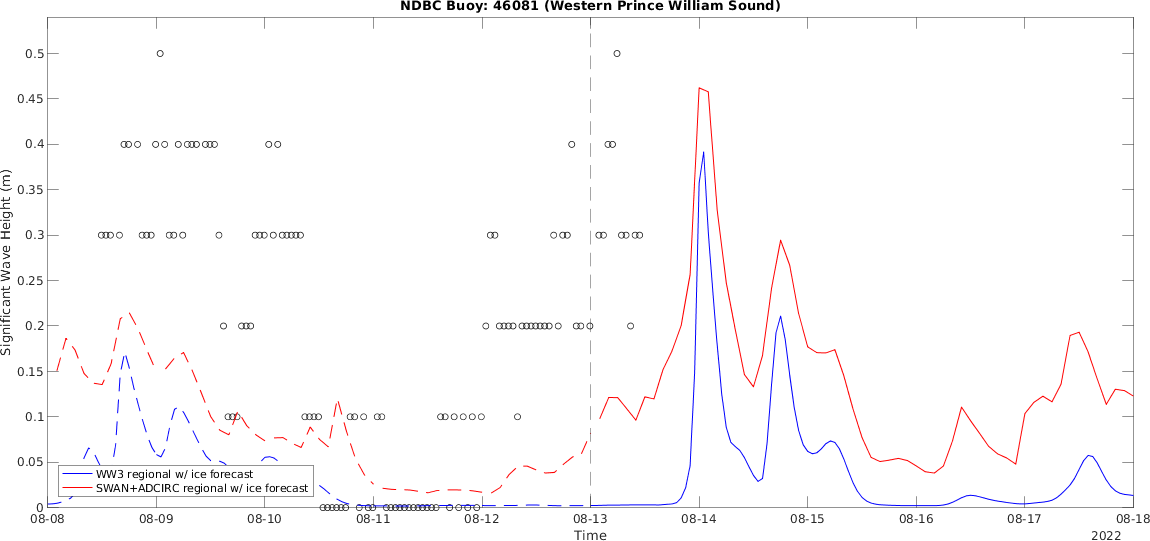 NDBC Buoy: 46081 (Western Prince William Sound)
Significant Wave Height (m)
0.5
0.45
0.4
0.35
0.3
0.25
0.2
0.15
0.1
0.05
0
WW3 regional w/ ice forecast
SWAN+ADCIRC regional w/ ice forecast
08-08 08-09 08-10 08-11 08-12 08-13 08-14 08-15 08-16 08-17 08-18
Time
2022